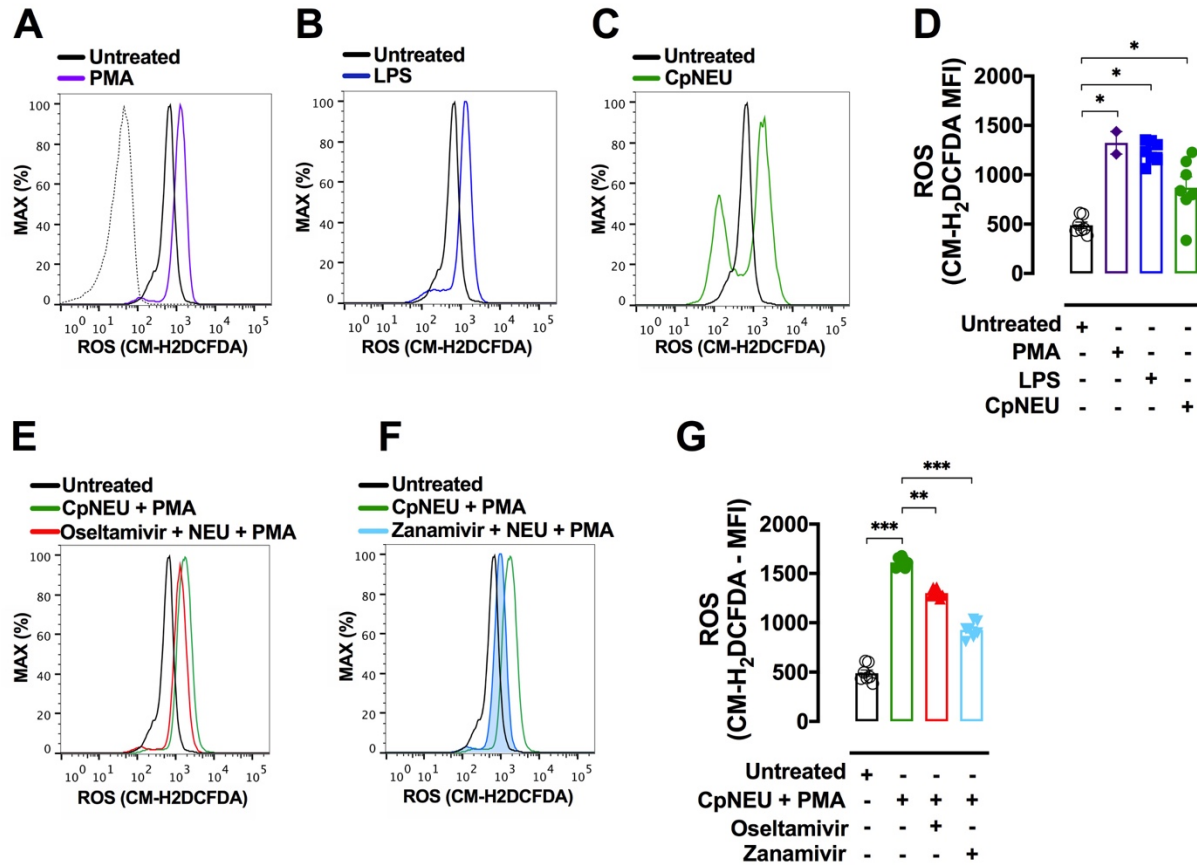 A
Untreated
PMA
MAX (%)
100
80
60
40
20
0
10^0 10^1 10^2 10^3 10^4 10^5
ROS (CM-H2DCFDA)
B
Untreated
LPS
MAX (%)
100
80
60
40
20
0
10^0 10^1 10^2 10^3 10^4 10^5
ROS (CM-H2DCFDA)
C
Untreated
CpNEU
MAX (%)
100
80
60
40
20
0
10^0 10^1 10^2 10^3 10^4 10^5
ROS (CM-H2DCFDA)
D
*
*
*
ROS
(CM-H₂DCFDA MFI)
2000
1500
1000
500
0
Untreated + - - -
PMA - + - -
LPS - - + -
CpNEU - - - +
E
Untreated
CpNEU + PMA
Oseltamivir + NEU + PMA
MAX (%)
100
80
60
40
20
0
10^0 10^1 10^2 10^3 10^4 10^5
ROS (CM-H2DCFDA)
F
Untreated
CpNEU + PMA
Zanamivir + NEU + PMA
MAX (%)
100
80
60
40
20
0
10^0 10^1 10^2 10^3 10^4 10^5
ROS (CM-H2DCFDA)
G
***
**
***
ROS
(CM-H₂DCFDA - MFI)
2000
1500
1000
500
0
Untreated + - - -
CpNEU + PMA - + + +
Oseltamivir - - + -
Zanamivir - - - +